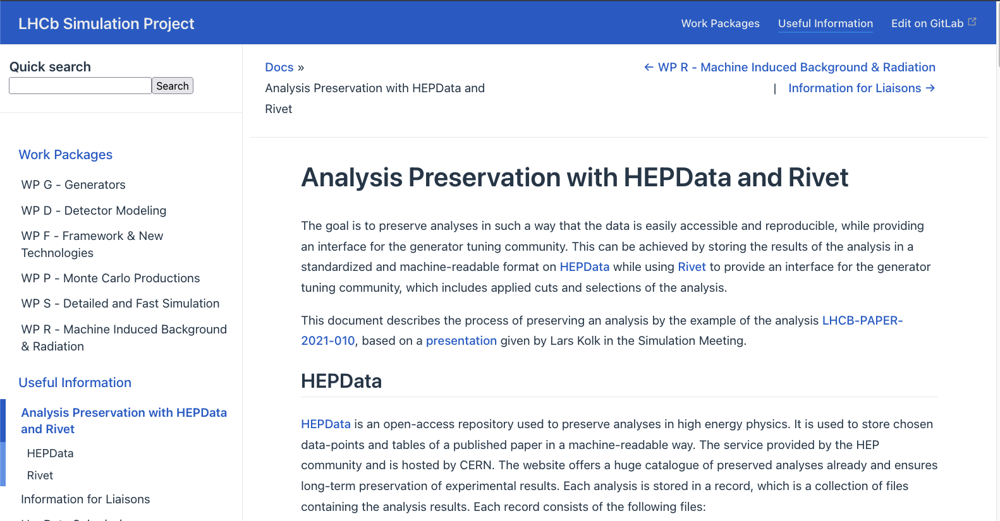 LHCb Simulation Project
Work Packages
Useful Information
Edit on GitLab
Quick search
Search
Work Packages
WP G - Generators
WP D - Detector Modeling
WP F - Framework & New
Technologies
WP P - Monte Carlo Productions
WP S - Detailed and Fast Simulation
WP R - Machine Induced Background
& Radiation
Useful Information
Analysis Preservation with HEPData
and Rivet
HEPData
Rivet
Information for Liaisons
Docs »
Analysis Preservation with HEPData and
Rivet
← WP R - Machine Induced Background & Radiation
| Information for Liaisons →
Analysis Preservation with HEPData and Rivet
The goal is to preserve analyses in such a way that the data is easily accessible and reproducible, while providing
an interface for the generator tuning community. This can be achieved by storing the results of the analysis in a
standardized and machine-readable format on HEPData while using Rivet to provide an interface for the generator
tuning community, which includes applied cuts and selections of the analysis.
This document describes the process of preserving an analysis by the example of the analysis LHCB-PAPER-
2021-010, based on a presentation given by Lars Kolk in the Simulation Meeting.
HEPData
HEPData is an open-access repository used to preserve analyses in high energy physics. It is used to store chosen
data-points and tables of a published paper in a machine-readable way. The service provided by the HEP
community and is hosted by CERN. The website offers a huge catalogue of preserved analyses already and ensures
long-term preservation of experimental results. Each analysis is stored in a record, which is a collection of files
containing the analysis results. Each record consists of the following files: